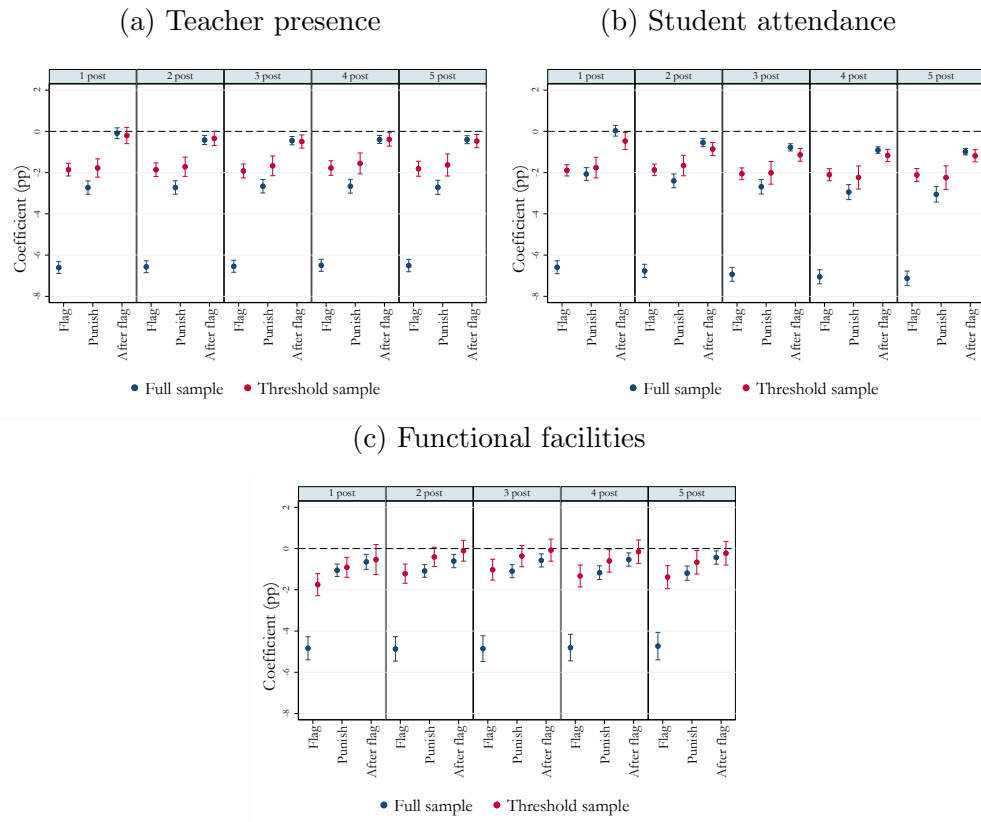 (a) Teacher presence
1 post 2 post 3 post 4 post 5 post
Coefficient (pp)
2
0
-2
-4
-6
-8
Flag Punish After flag Flag Punish After flag Flag Punish After flag Flag Punish After flag Flag Punish After flag
Full sample Threshold sample
(b) Student attendance
1 post 2 post 3 post 4 post 5 post
Coefficient (pp)
2
0
-2
-4
-6
-8
Flag Punish After flag Flag Punish After flag Flag Punish After flag Flag Punish After flag Flag Punish After flag
Full sample Threshold sample
(c) Functional facilities
1 post 2 post 3 post 4 post 5 post
Coefficient (pp)
2
0
-2
-4
-6
-8
Flag Punish After flag Flag Punish After flag Flag Punish After flag Flag Punish After flag Flag Punish After flag
Full sample Threshold sample